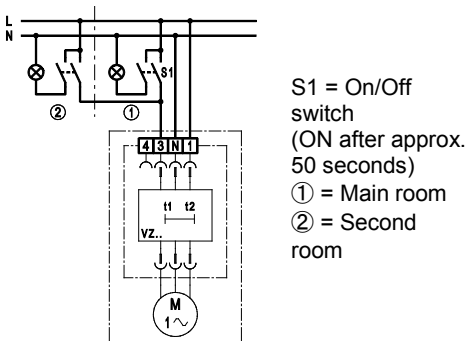 L
N
S1
②
①
4 3 N 1
t1 t2
VZ..
M
1~
S1 = On/Off
switch
(ON after approx.
50 seconds)
① = Main room
② = Second
room